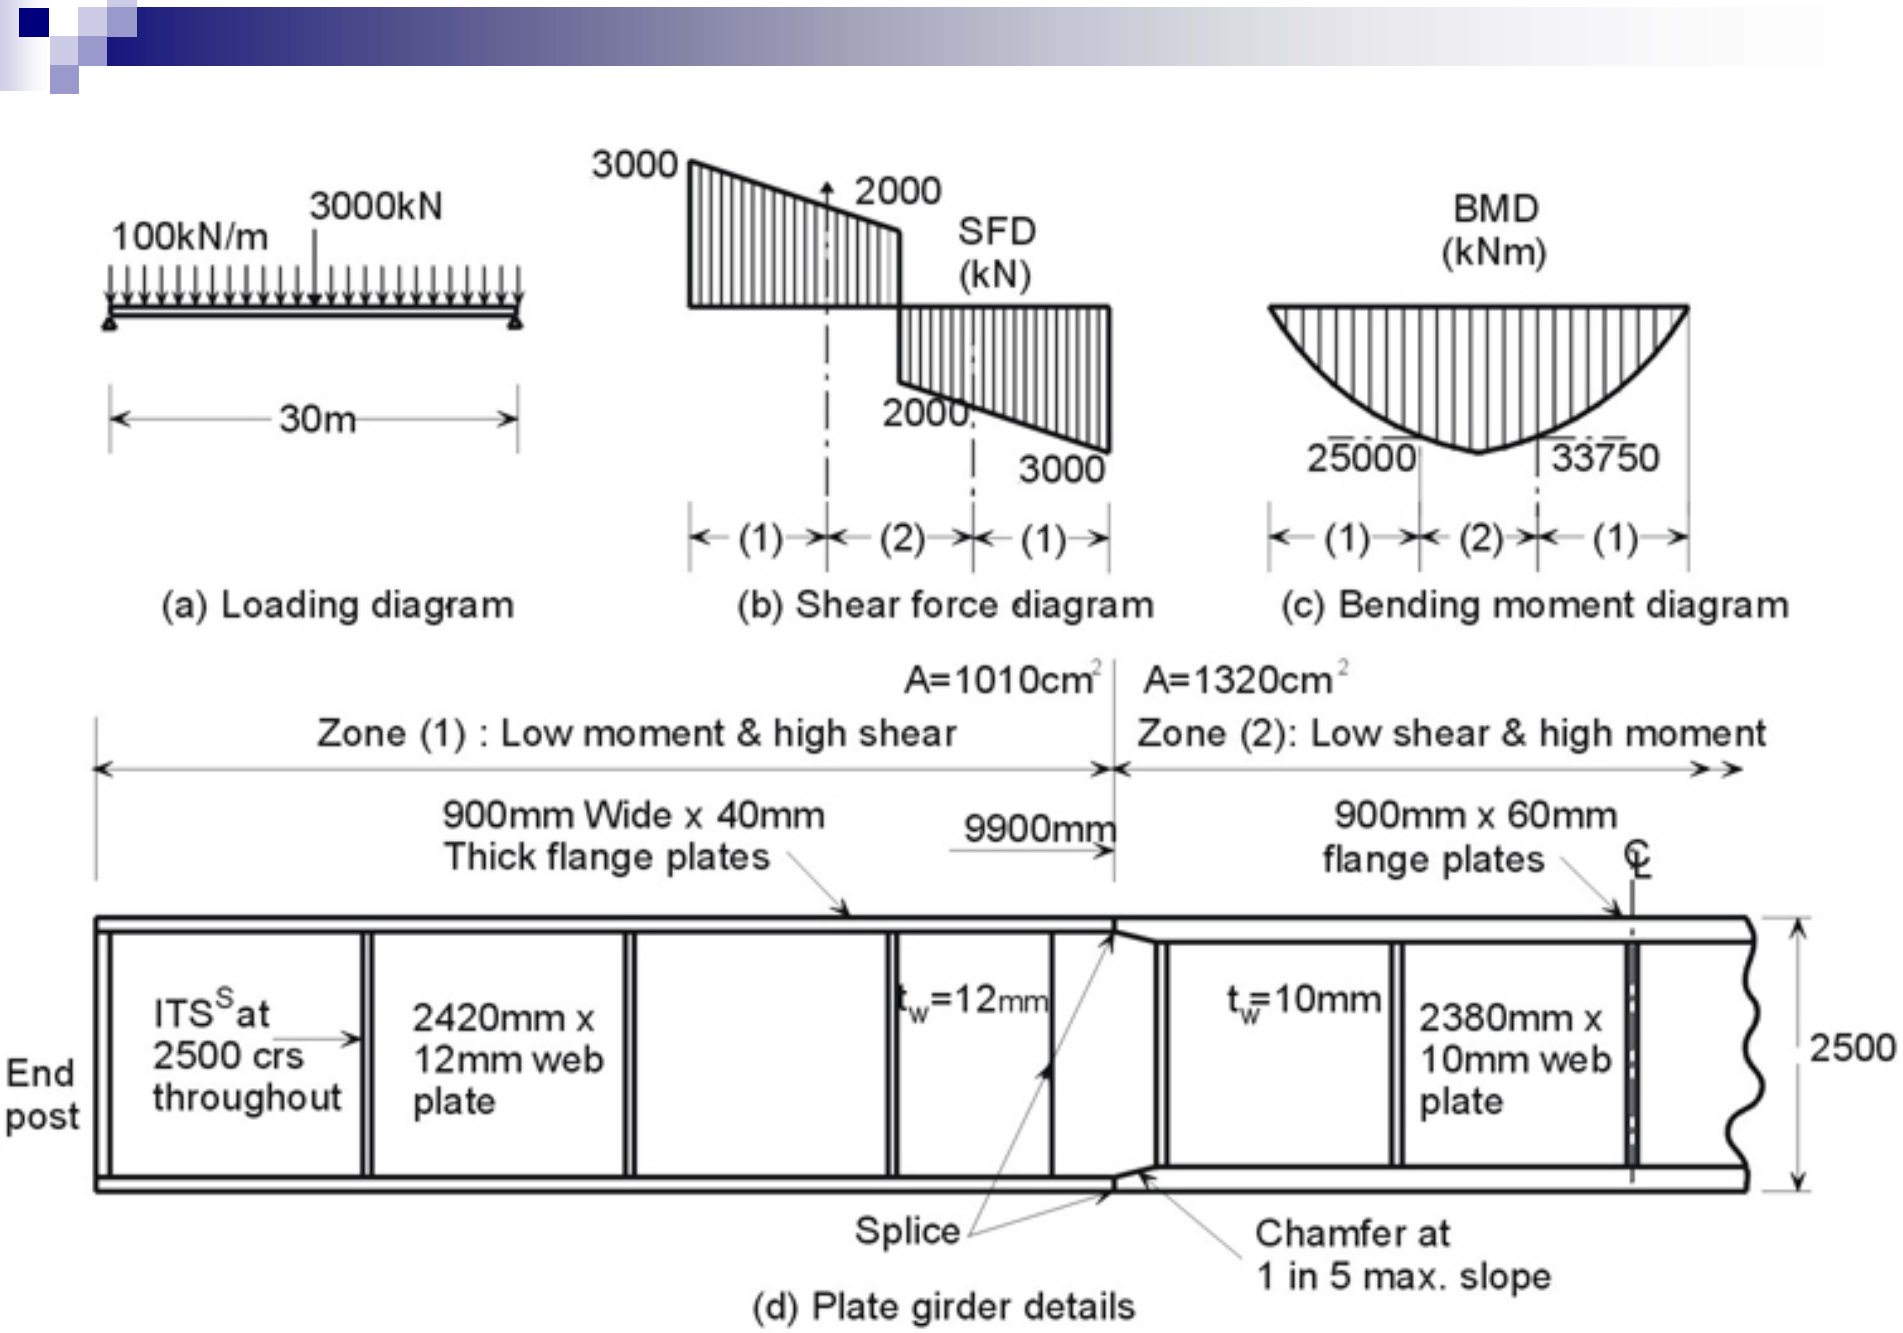 100kN/m
3000kN
30m
(a) Loading diagram
3000
2000
SFD
(kN)
2000
3000
(1)
(2)
(1)
(b) Shear force diagram
BMD
(kNm)
25000
33750
(1)
(2)
(1)
(c) Bending moment diagram
A=1010cm²
A=1320cm²
Zone (1) : Low moment & high shear
Zone (2): Low shear & high moment
900mm Wide x 40mm
Thick flange plates
9900mm
900mm x 60mm
flange plates
℄
ITSˢ at
2500 crs
throughout
2420mm x
12mm web
plate
t_w=12mm
t_w=10mm
2380mm x
10mm web
plate
2500
End
post
Splice
Chamfer at
1 in 5 max. slope
(d) Plate girder details